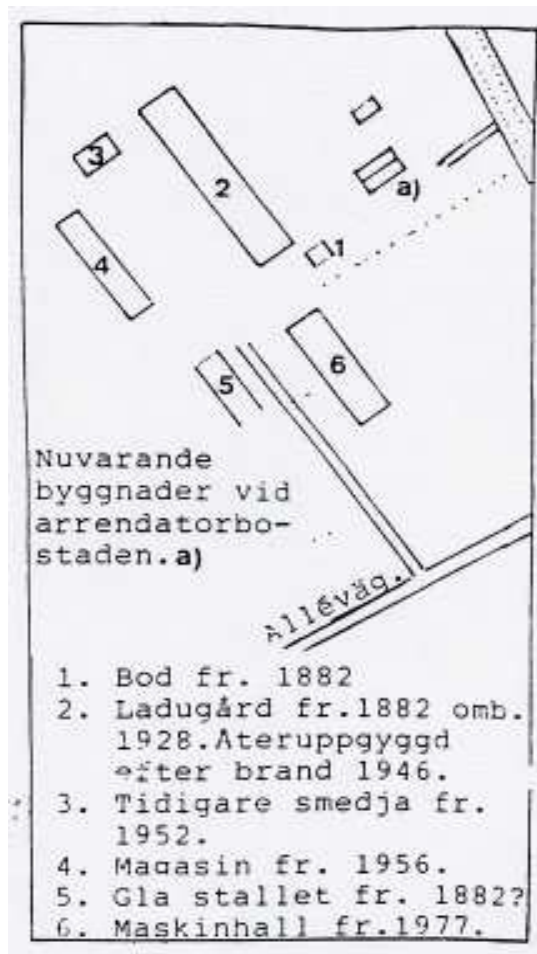 3
2
a)
1
4
6
5
Nuvarande
byggnader vid
arrendatorbo-
staden.a)
Alléväg.
1. Bod fr. 1882
2. Ladugård fr.1882 omb.
1928.Återuppgyggd
efter brand 1946.
3. Tidigare smedja fr.
1952.
4. Magasin fr. 1956.
5. Gla stallet fr. 1882?
6. Maskinhall fr.1977.